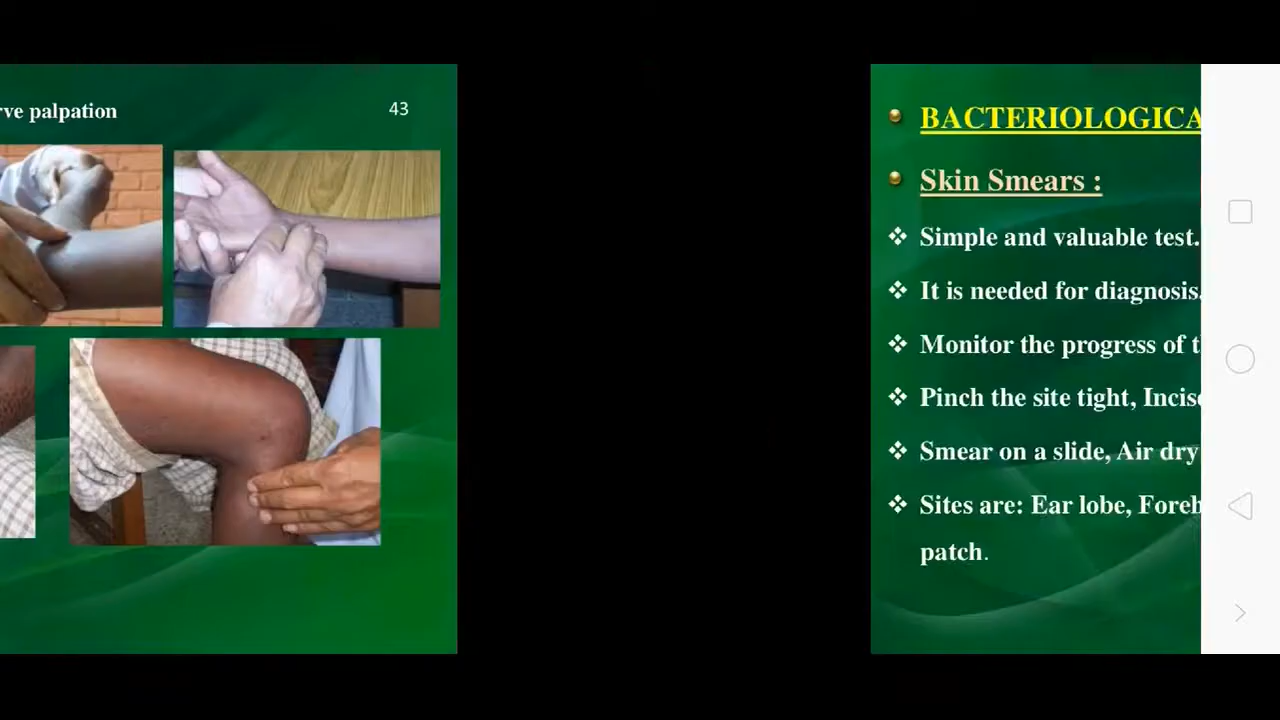 rve palpation
43
BACTERIOLOGICA
Skin Smears :
Simple and valuable test.
It is needed for diagnosis.
Monitor the progress of t
Pinch the site tight, Incise
Smear on a slide, Air dry
Sites are: Ear lobe, Foreh
patch.